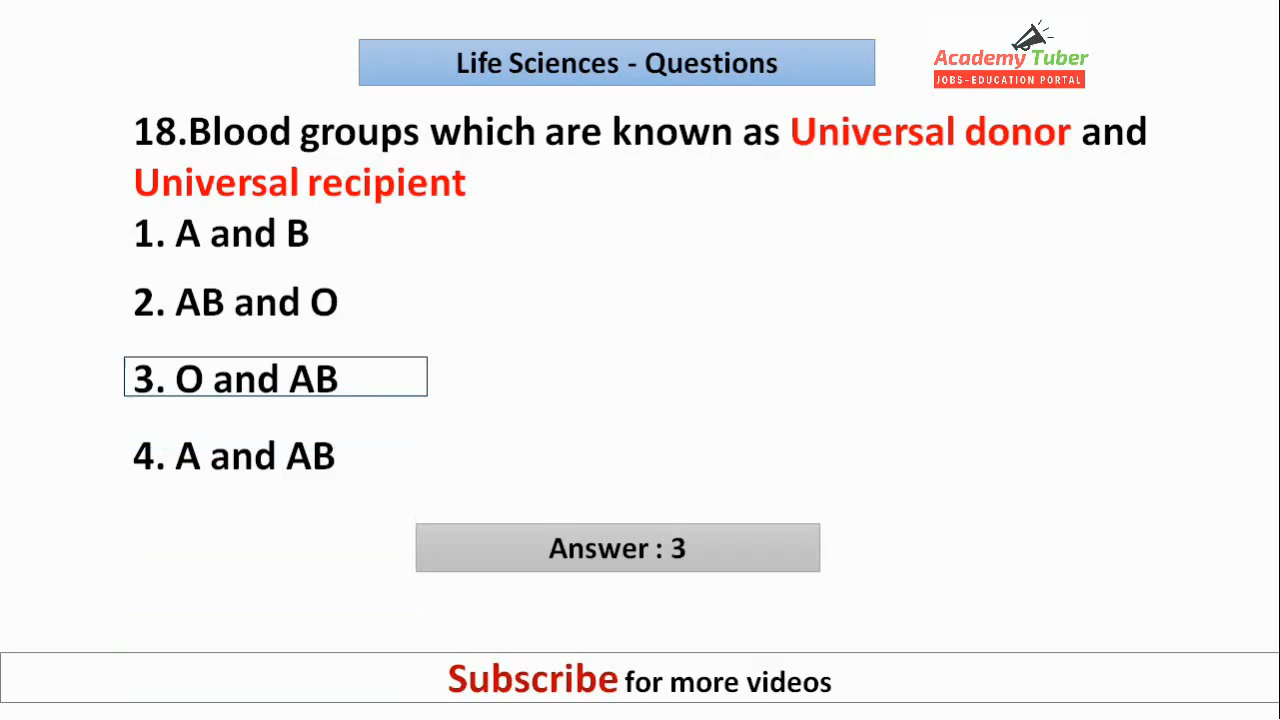 Life Sciences - Questions
Academy Tuber
JOBS-EDUCATION PORTAL
18.Blood groups which are known as Universal donor and
Universal recipient
1. A and B
2. AB and O
3. O and AB
4. A and AB
Answer : 3
Subscribe for more videos